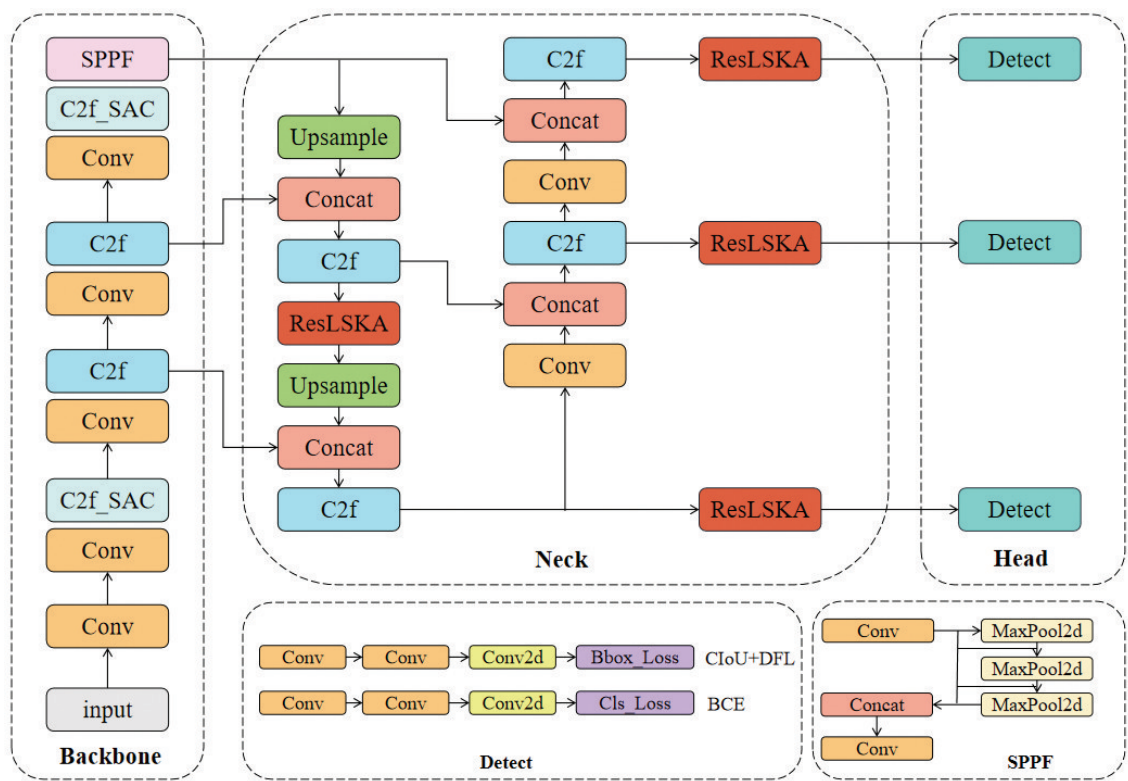 SPPF
C2f_SAC
Conv
C2f
Conv
C2f
Conv
C2f_SAC
Conv
Conv
input
Backbone
Upsample
Concat
C2f
ResLSKA
Upsample
Concat
C2f
C2f
Concat
Conv
C2f
Concat
Conv
ResLSKA
ResLSKA
ResLSKA
Neck
Detect
Detect
Detect
Head
Conv Conv Conv2d Bbox_Loss CIoU+DFL
Conv Conv Conv2d Cls_Loss BCE
Detect
Conv MaxPool2d
MaxPool2d
Concat MaxPool2d
Conv
SPPF